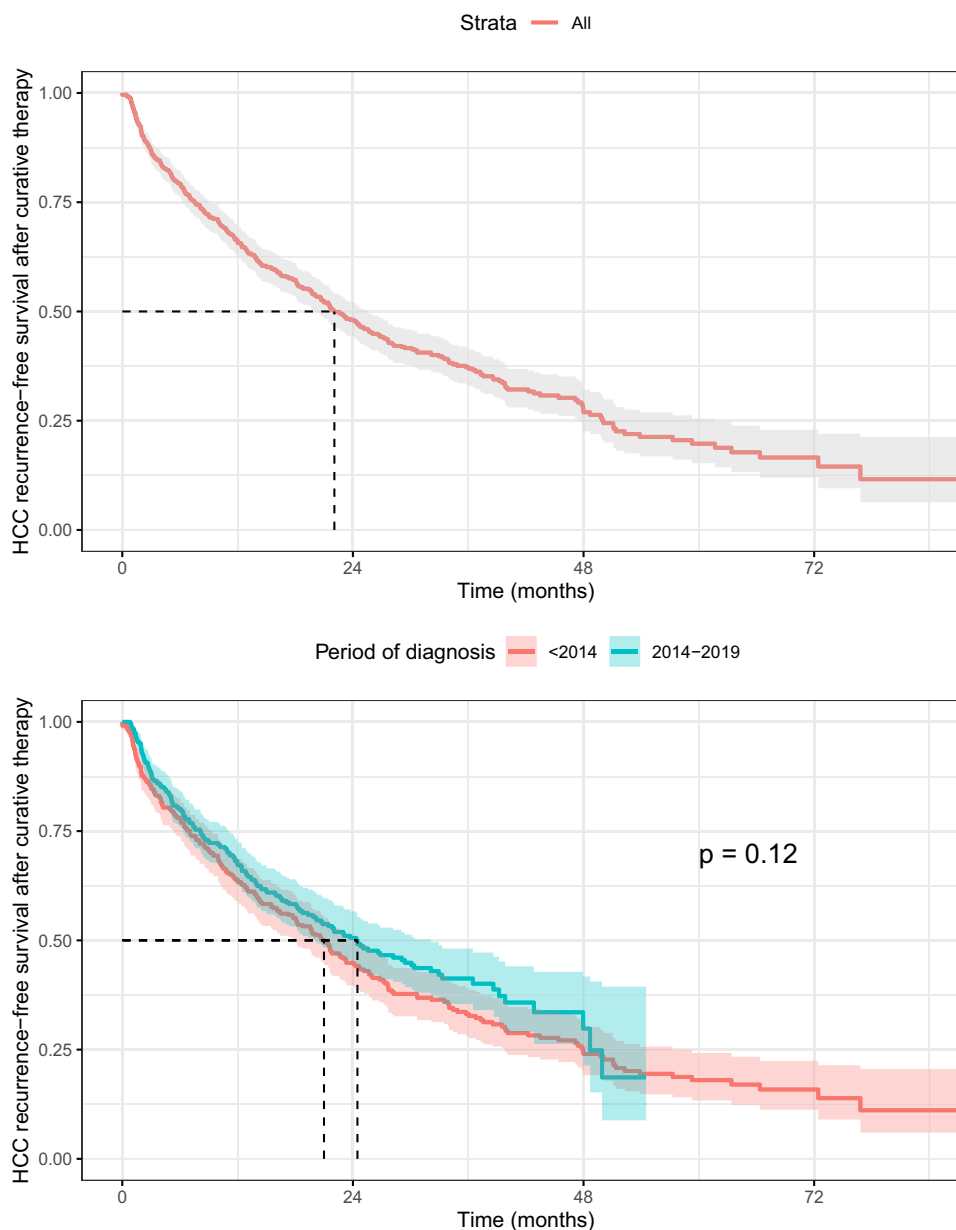 Strata All
HCC recurrence−free survival after curative therapy
1.00
0.75
0.50
0.25
0.00
0 24 48 72
Time (months)
Period of diagnosis <2014 2014−2019
HCC recurrence−free survival after curative therapy
1.00
0.75
0.50
0.25
0.00
p = 0.12
0 24 48 72
Time (months)